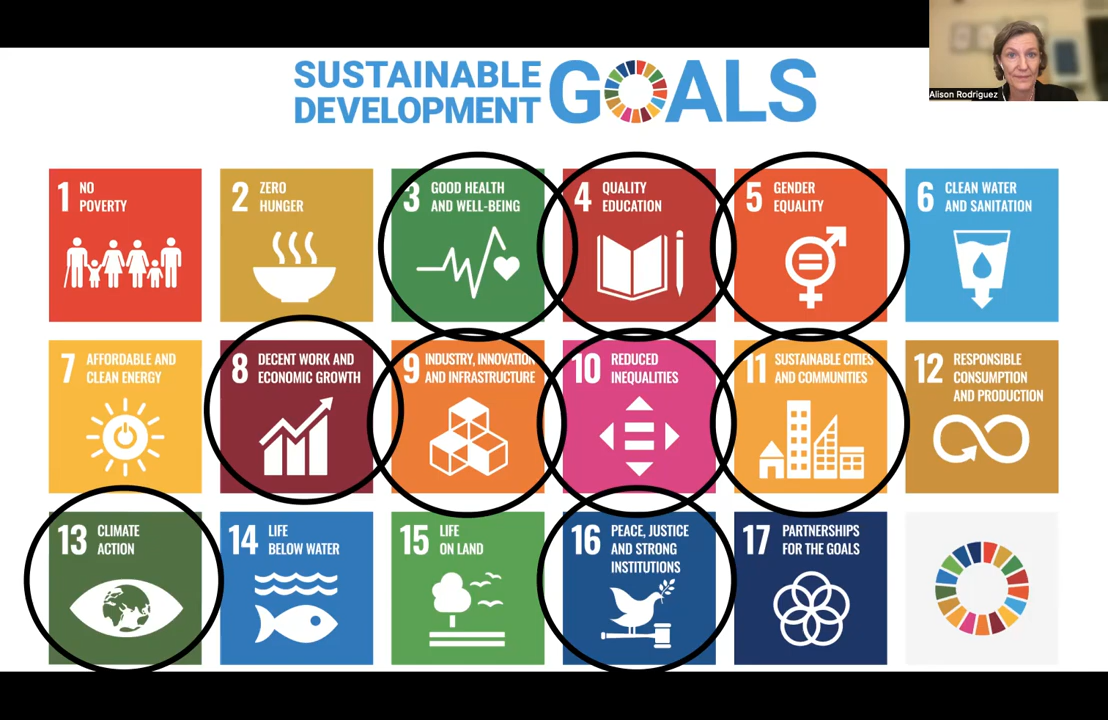 SUSTAINABLE
DEVELOPMENT
GOALS
Alison Rodriguez
1 NO
POVERTY
2 ZERO
HUNGER
3 GOOD HEALTH
AND WELL-BEING
4 QUALITY
EDUCATION
5 GENDER
EQUALITY
6 CLEAN WATER
AND SANITATION
7 AFFORDABLE AND
CLEAN ENERGY
8 DECENT WORK AND
ECONOMIC GROWTH
9 INDUSTRY, INNOVATION
AND INFRASTRUCTURE
10 REDUCED
INEQUALITIES
11 SUSTAINABLE CITIES
AND COMMUNITIES
12 RESPONSIBLE
CONSUMPTION
AND PRODUCTION
13 CLIMATE
ACTION
14 LIFE
BELOW WATER
15 LIFE
ON LAND
16 PEACE, JUSTICE
AND STRONG
INSTITUTIONS
17 PARTNERSHIPS
FOR THE GOALS